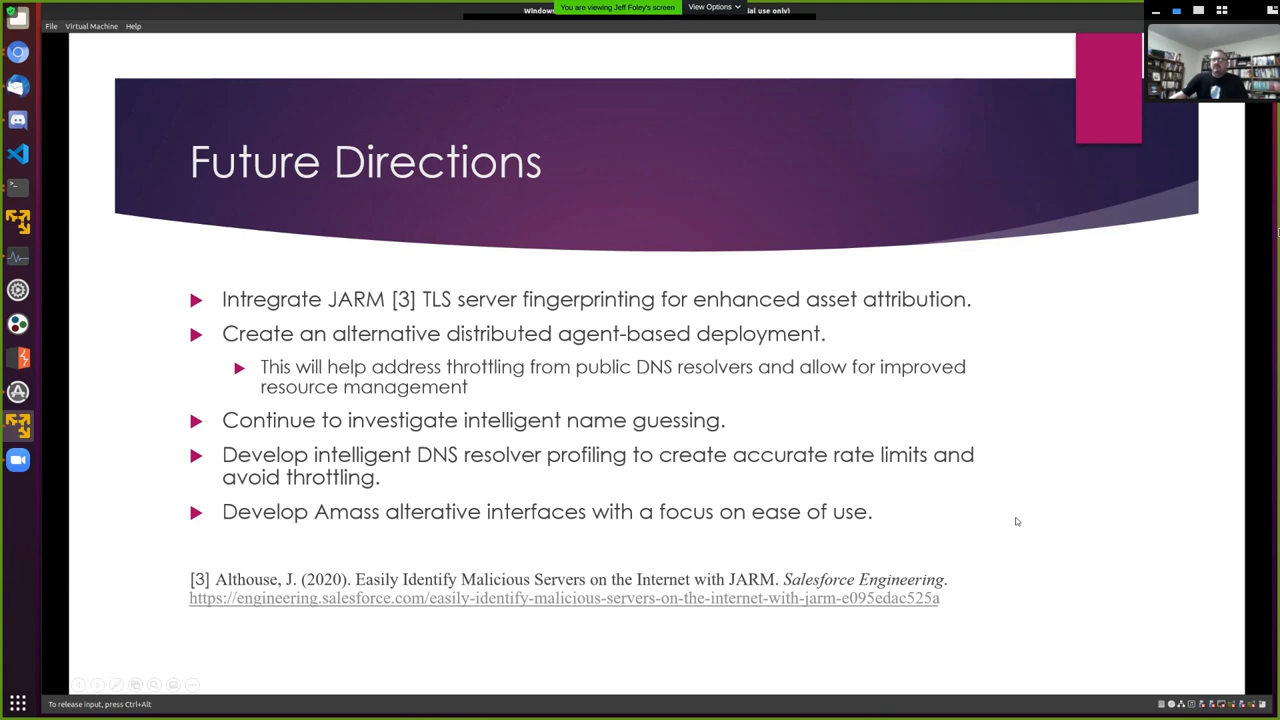 Windows
You are viewing Jeff Foley's screen
View Options
ial use only)
File Virtual Machine Help
Future Directions
Intregrate JARM [3] TLS server fingerprinting for enhanced asset attribution.
Create an alternative distributed agent-based deployment.
This will help address throttling from public DNS resolvers and allow for improved
resource management
Continue to investigate intelligent name guessing.
Develop intelligent DNS resolver profiling to create accurate rate limits and
avoid throttling.
Develop Amass alterative interfaces with a focus on ease of use.
[3] Althouse, J. (2020). Easily Identify Malicious Servers on the Internet with JARM. Salesforce Engineering.
https://engineering.salesforce.com/easily-identify-malicious-servers-on-the-internet-with-jarm-e095edac525a
To release input, press Ctrl+Alt